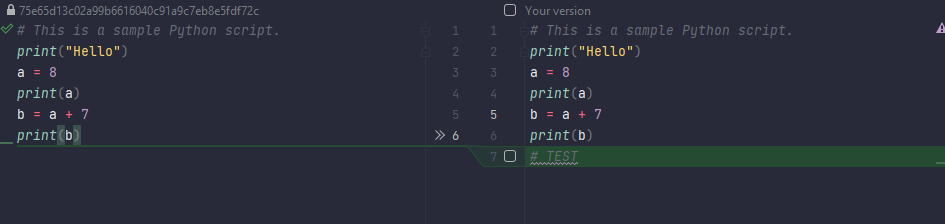 75e65d13c02a99b6616040c91a9c7eb8e5fdf72c
# This is a sample Python script.
print("Hello")
a = 8
print(a)
b = a + 7
print(b)
1
2
3
4
5
6
Your version
1
2
3
4
5
6
7
# This is a sample Python script.
print("Hello")
a = 8
print(a)
b = a + 7
print(b)
# TEST